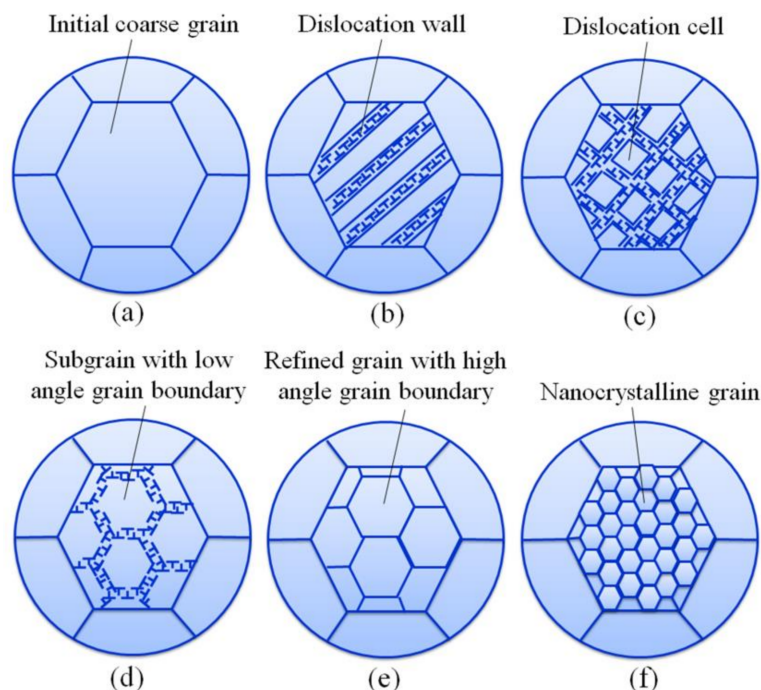 Initial coarse grain
Dislocation wall
Dislocation cell
(a)
(b)
(c)
Subgrain with low
angle grain boundary
Refined grain with high
angle grain boundary
Nanocrystalline grain
(d)
(e)
(f)